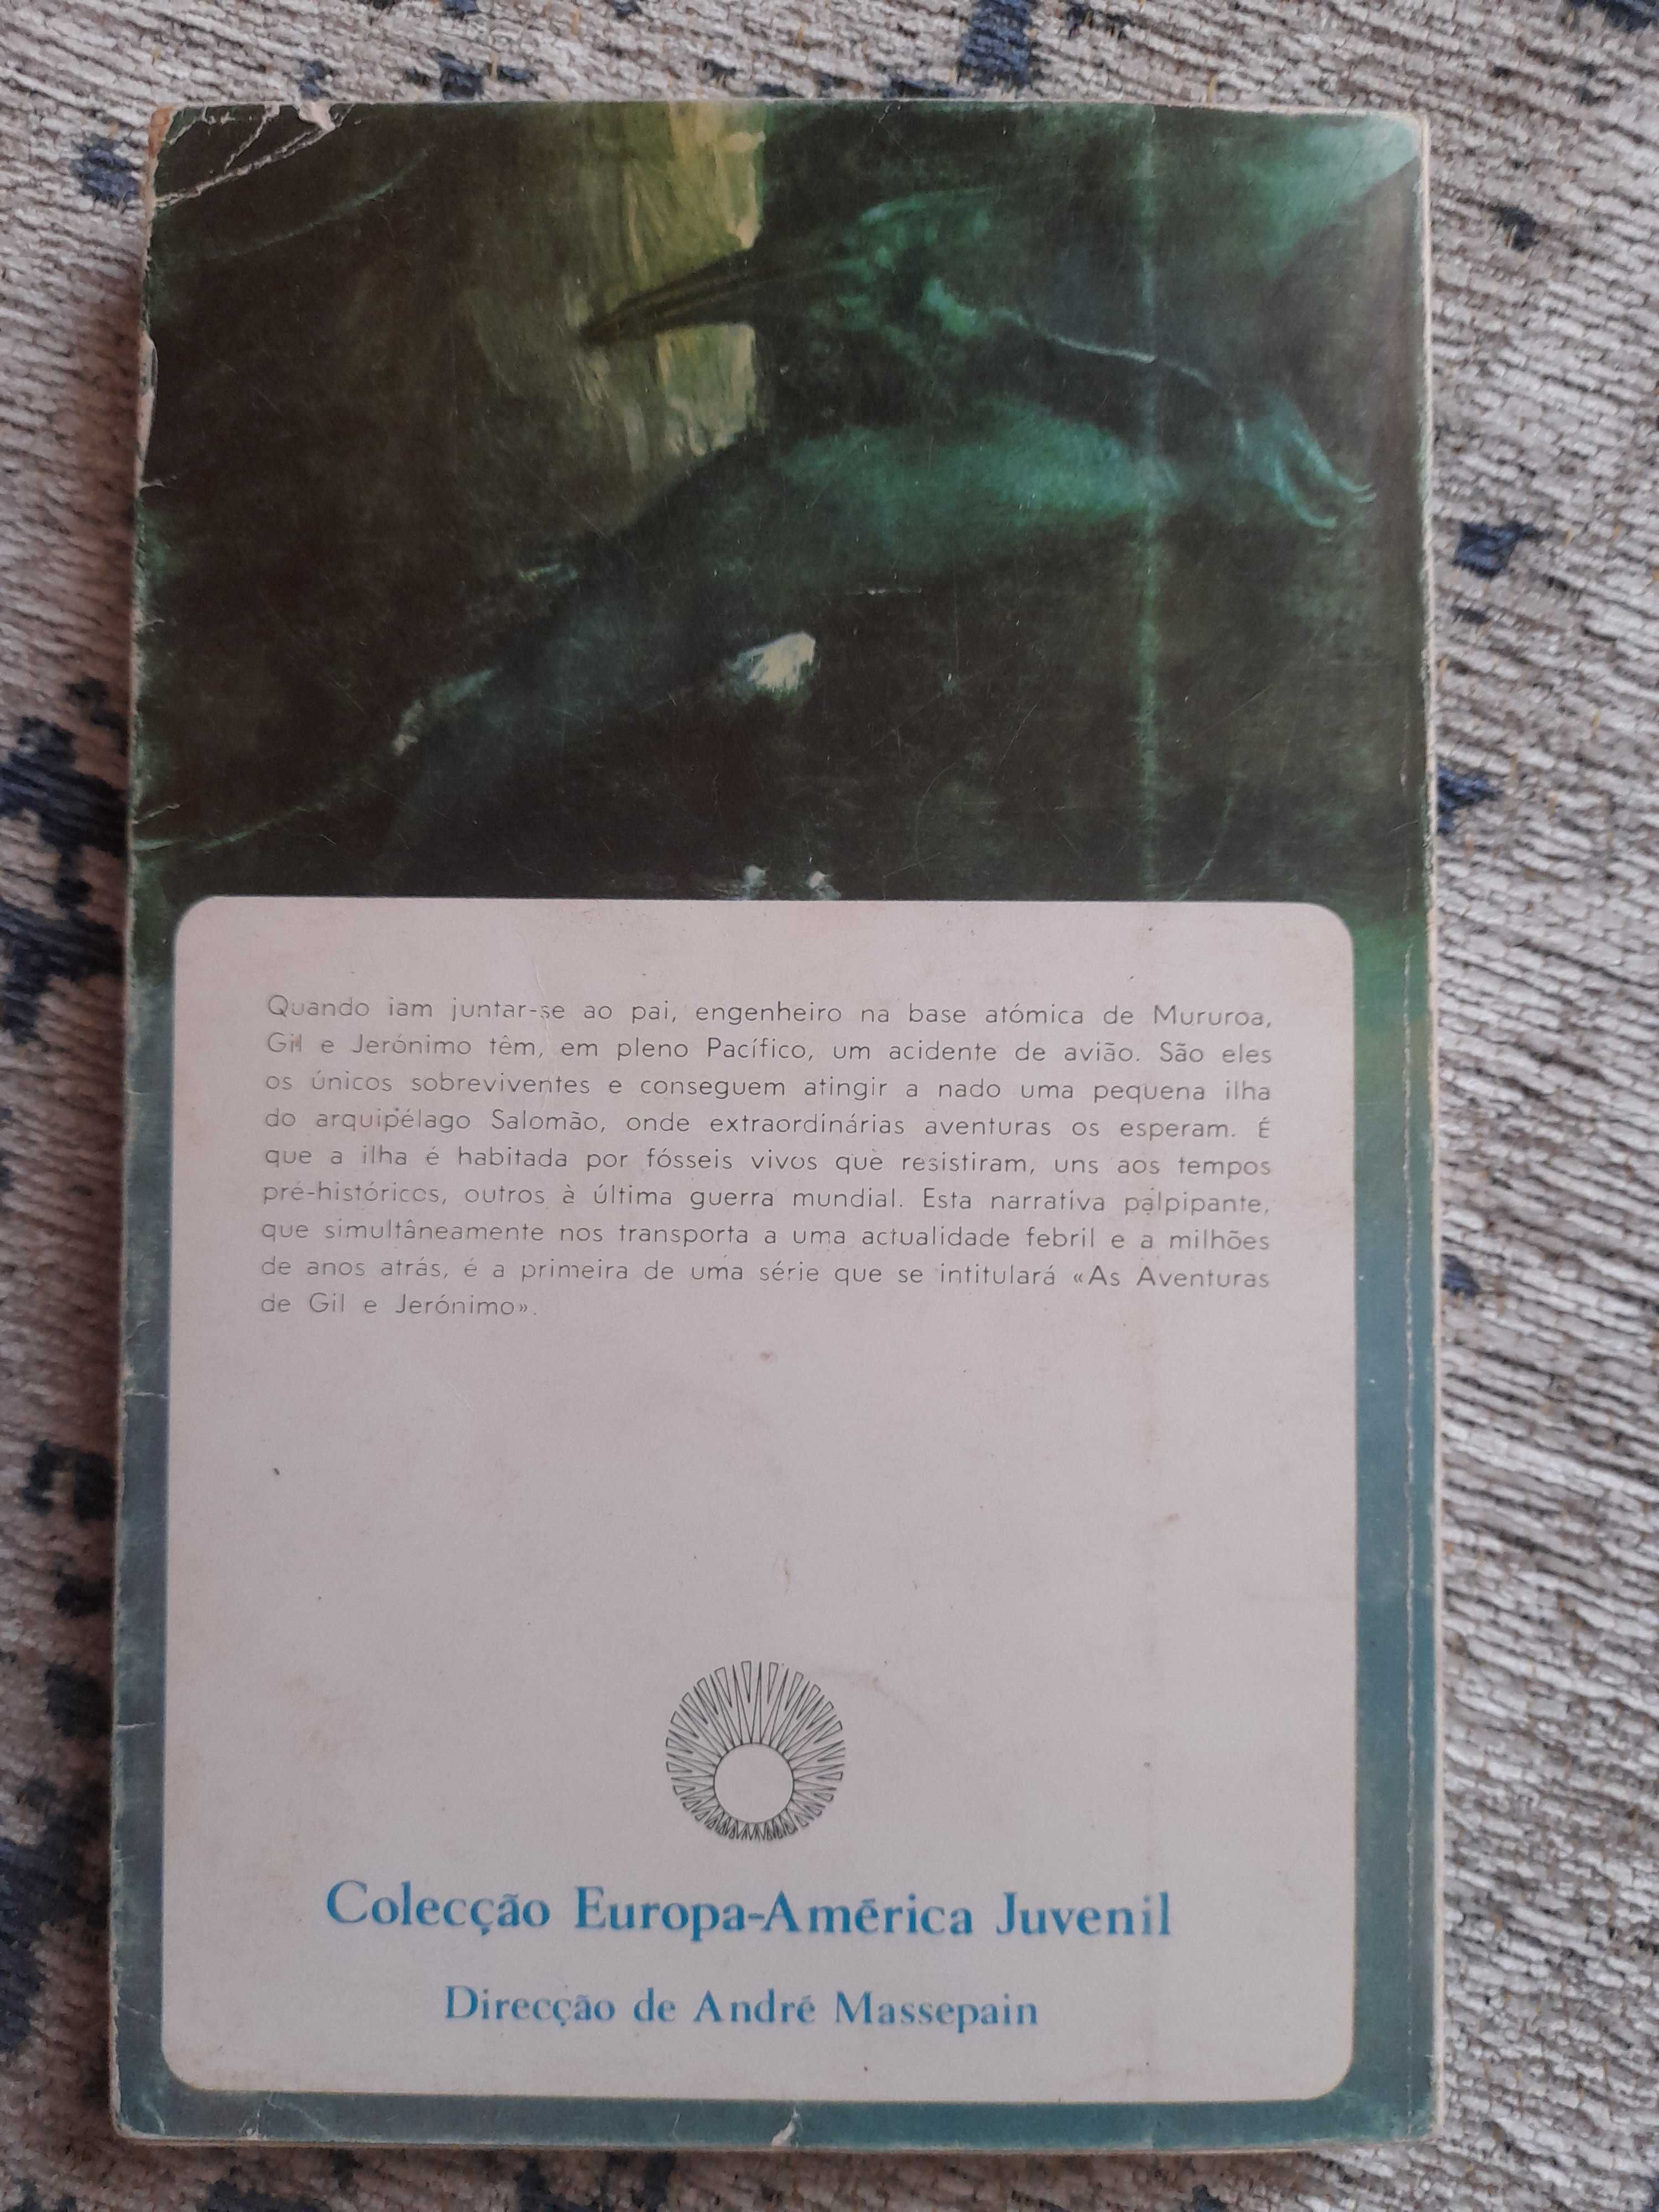 Quando iam juntar-se ao pai, engenheiro na base atómica de Mururoa,
Gil e Jerónimo têm, em pleno Pacífico, um acidente de avião. São eles
os únicos sobreviventes e conseguem atingir a nado uma pequena ilha
do arquipélago Salomão, onde extraordinárias aventuras os esperam. É
que a ilha é habitada por fósseis vivos que resistiram, uns aos tempos
pré-históricos, outros à última guerra mundial. Esta narrativa palpipante,
que simultâneamente nos transporta a uma actualidade febril e a milhões
de anos atrás, é a primeira de uma série que se intitulará «As Aventuras
de Gil e Jerónimo».
Colecção Europa-América Juvenil
Direcção de André Massepain